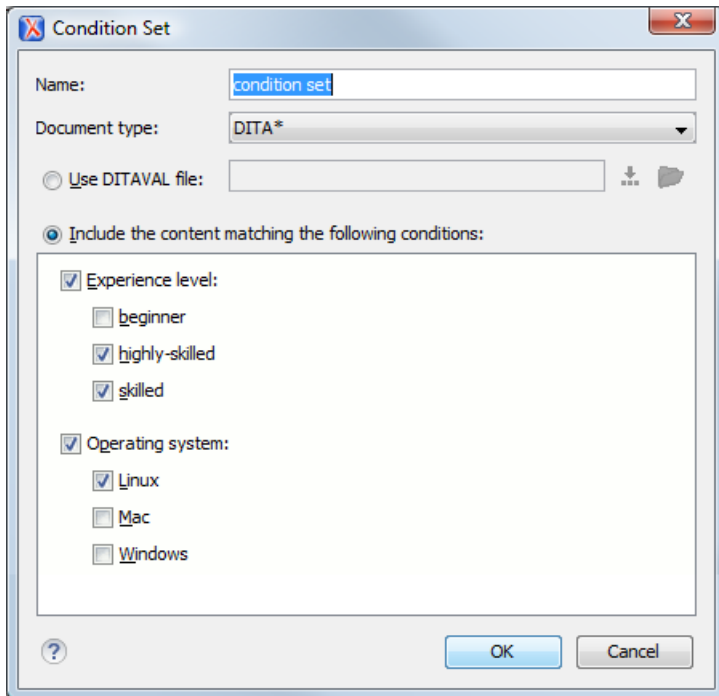 Condition Set
Name: condition set
Document type: DITA*
Use DITAVAL file:
Include the content matching the following conditions:
Experience level:
beginner
highly-skilled
skilled
Operating system:
Linux
Mac
Windows
? OK Cancel